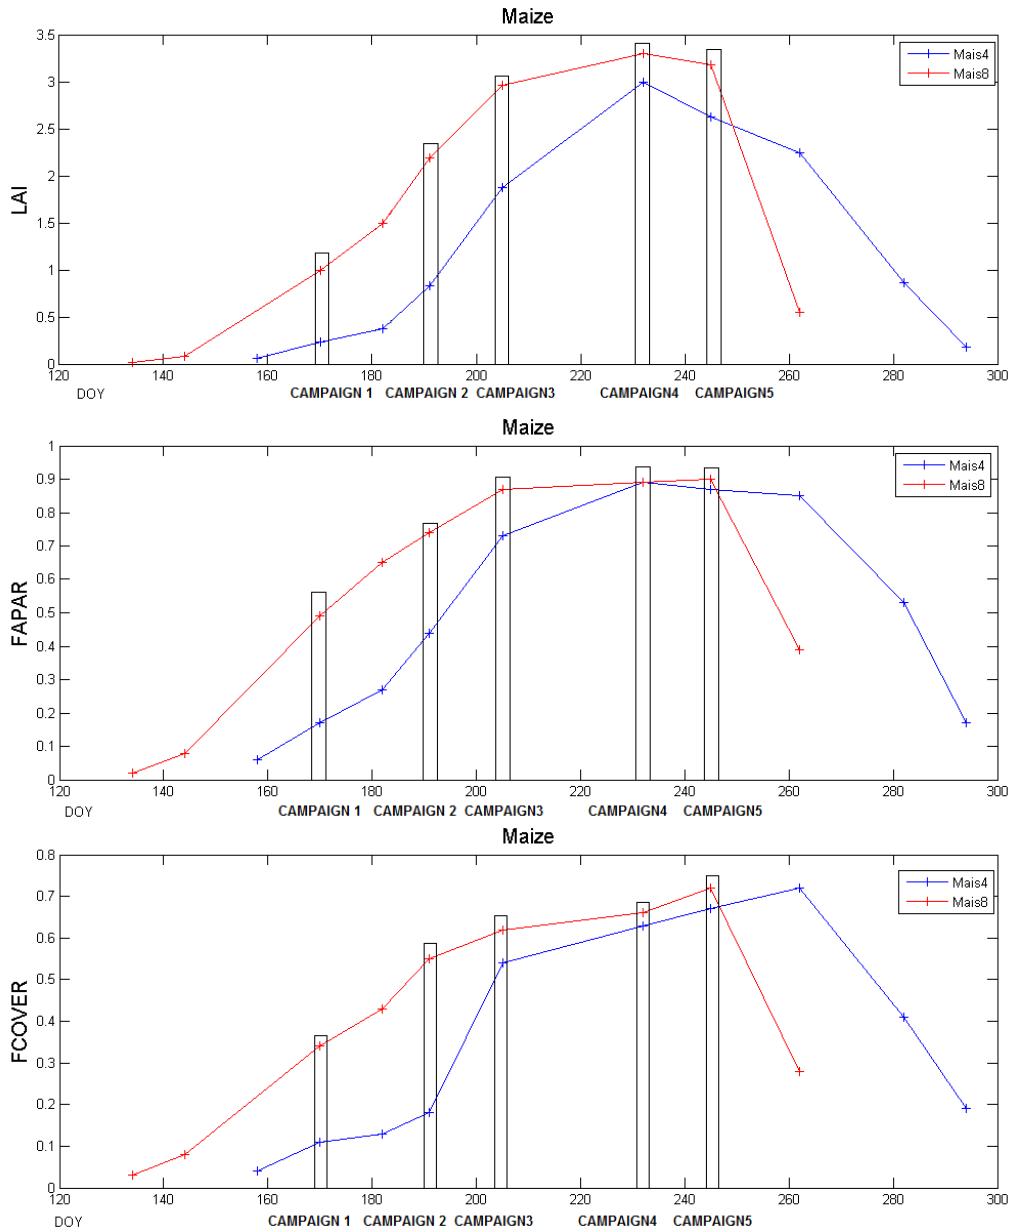 Maize
3.5
3
2.5
2
1.5
1
0.5
0
LAI
Mais4
Mais8
120 140 160 180 200 220 240 260 280 300
DOY CAMPAIGN 1 CAMPAIGN 2 CAMPAIGN3 CAMPAIGN4 CAMPAIGN5
Maize
1
0.9
0.8
0.7
0.6
0.5
0.4
0.3
0.2
0.1
0
FAPAR
Mais4
Mais8
120 140 160 180 200 220 240 260 280 300
DOY CAMPAIGN 1 CAMPAIGN 2 CAMPAIGN3 CAMPAIGN4 CAMPAIGN5
Maize
0.8
0.7
0.6
0.5
0.4
0.3
0.2
0.1
0
FCOVER
Mais4
Mais8
120 140 160 180 200 220 240 260 280 300
DOY CAMPAIGN 1 CAMPAIGN 2 CAMPAIGN3 CAMPAIGN4 CAMPAIGN5